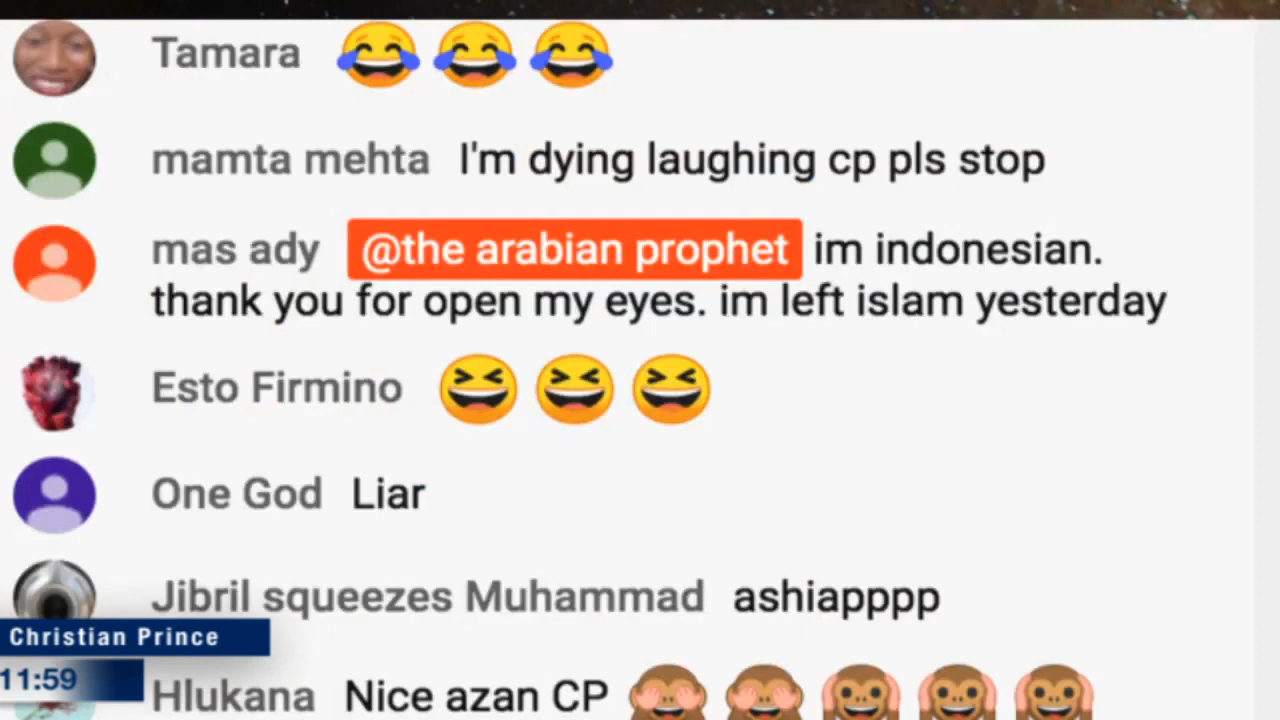 Tamara 😂😂😂
mamta mehta I'm dying laughing cp pls stop
mas ady @the arabian prophet im indonesian.
thank you for open my eyes. im left islam yesterday
Esto Firmino 😆😆😆
One God Liar
Jibril squeezes Muhammad ashiapppp
Christian Prince
11:59
Hlukana Nice azan CP 🙈🙈🙉🙉🙉